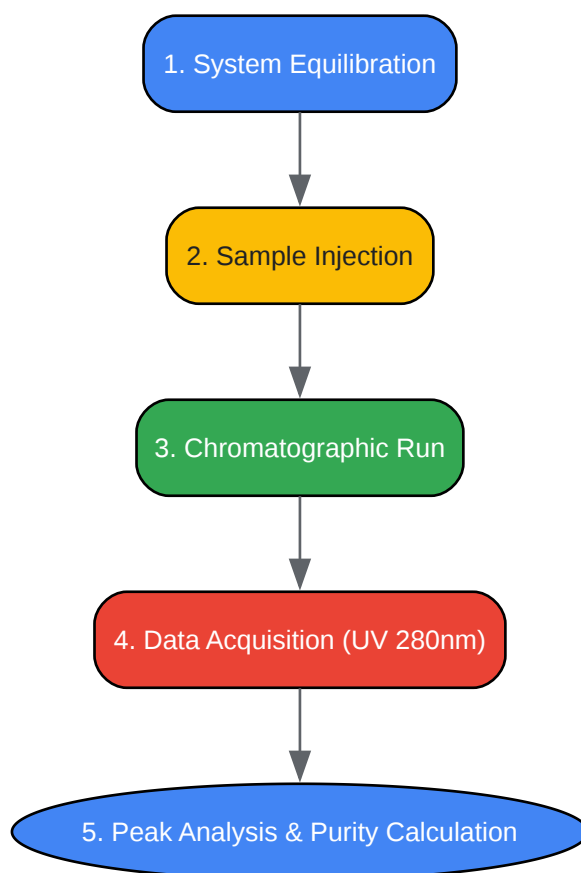 1. System Equilibration
2. Sample Injection
3. Chromatographic Run
4. Data Acquisition (UV 280nm)
5. Peak Analysis & Purity Calculation